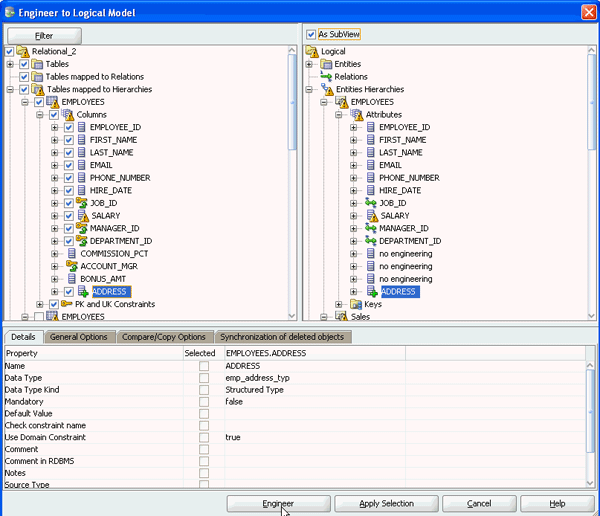 Engineer to Logical Model
Filter
As SubView
Relational_2
Tables
Tables mapped to Relations
Tables mapped to Hierarchies
EMPLOYEES
Columns
EMPLOYEE_ID
FIRST_NAME
LAST_NAME
EMAIL
PHONE_NUMBER
HIRE_DATE
JOB_ID
SALARY
MANAGER_ID
DEPARTMENT_ID
COMMISSION_PCT
ACCOUNT_MGR
BONUS_AMT
ADDRESS
PK and UK Constraints
EMPLOYEES
Logical
Entities
Relations
Entities Hierarchies
EMPLOYEES
Attributes
EMPLOYEE_ID
FIRST_NAME
LAST_NAME
EMAIL
PHONE_NUMBER
HIRE_DATE
JOB_ID
SALARY
MANAGER_ID
DEPARTMENT_ID
no engineering
no engineering
no engineering
ADDRESS
Keys
Sales
Details General Options Compare/Copy Options Synchronization of deleted objects
Property Selected EMPLOYEES.ADDRESS
Name ADDRESS
Data Type emp_address_typ
Data Type Kind Structured Type
Mandatory false
Default Value
Check constraint name
Use Domain Constraint true
Comment
Comment in RDBMS
Notes
Source Type
Engineer Apply Selection Cancel Help